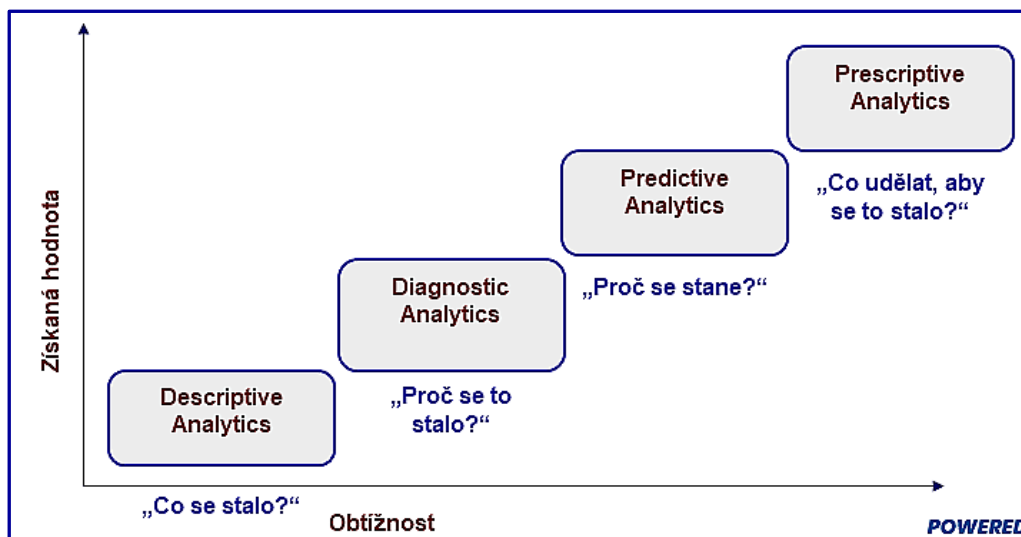 Prescriptive
Analytics
„Co udělat, aby
se to stalo?“
Predictive
Analytics
„Proč se stane?“
Diagnostic
Analytics
„Proč se to
stalo?“
Descriptive
Analytics
„Co se stalo?“
Získaná hodnota
Obtížnost
POWERED